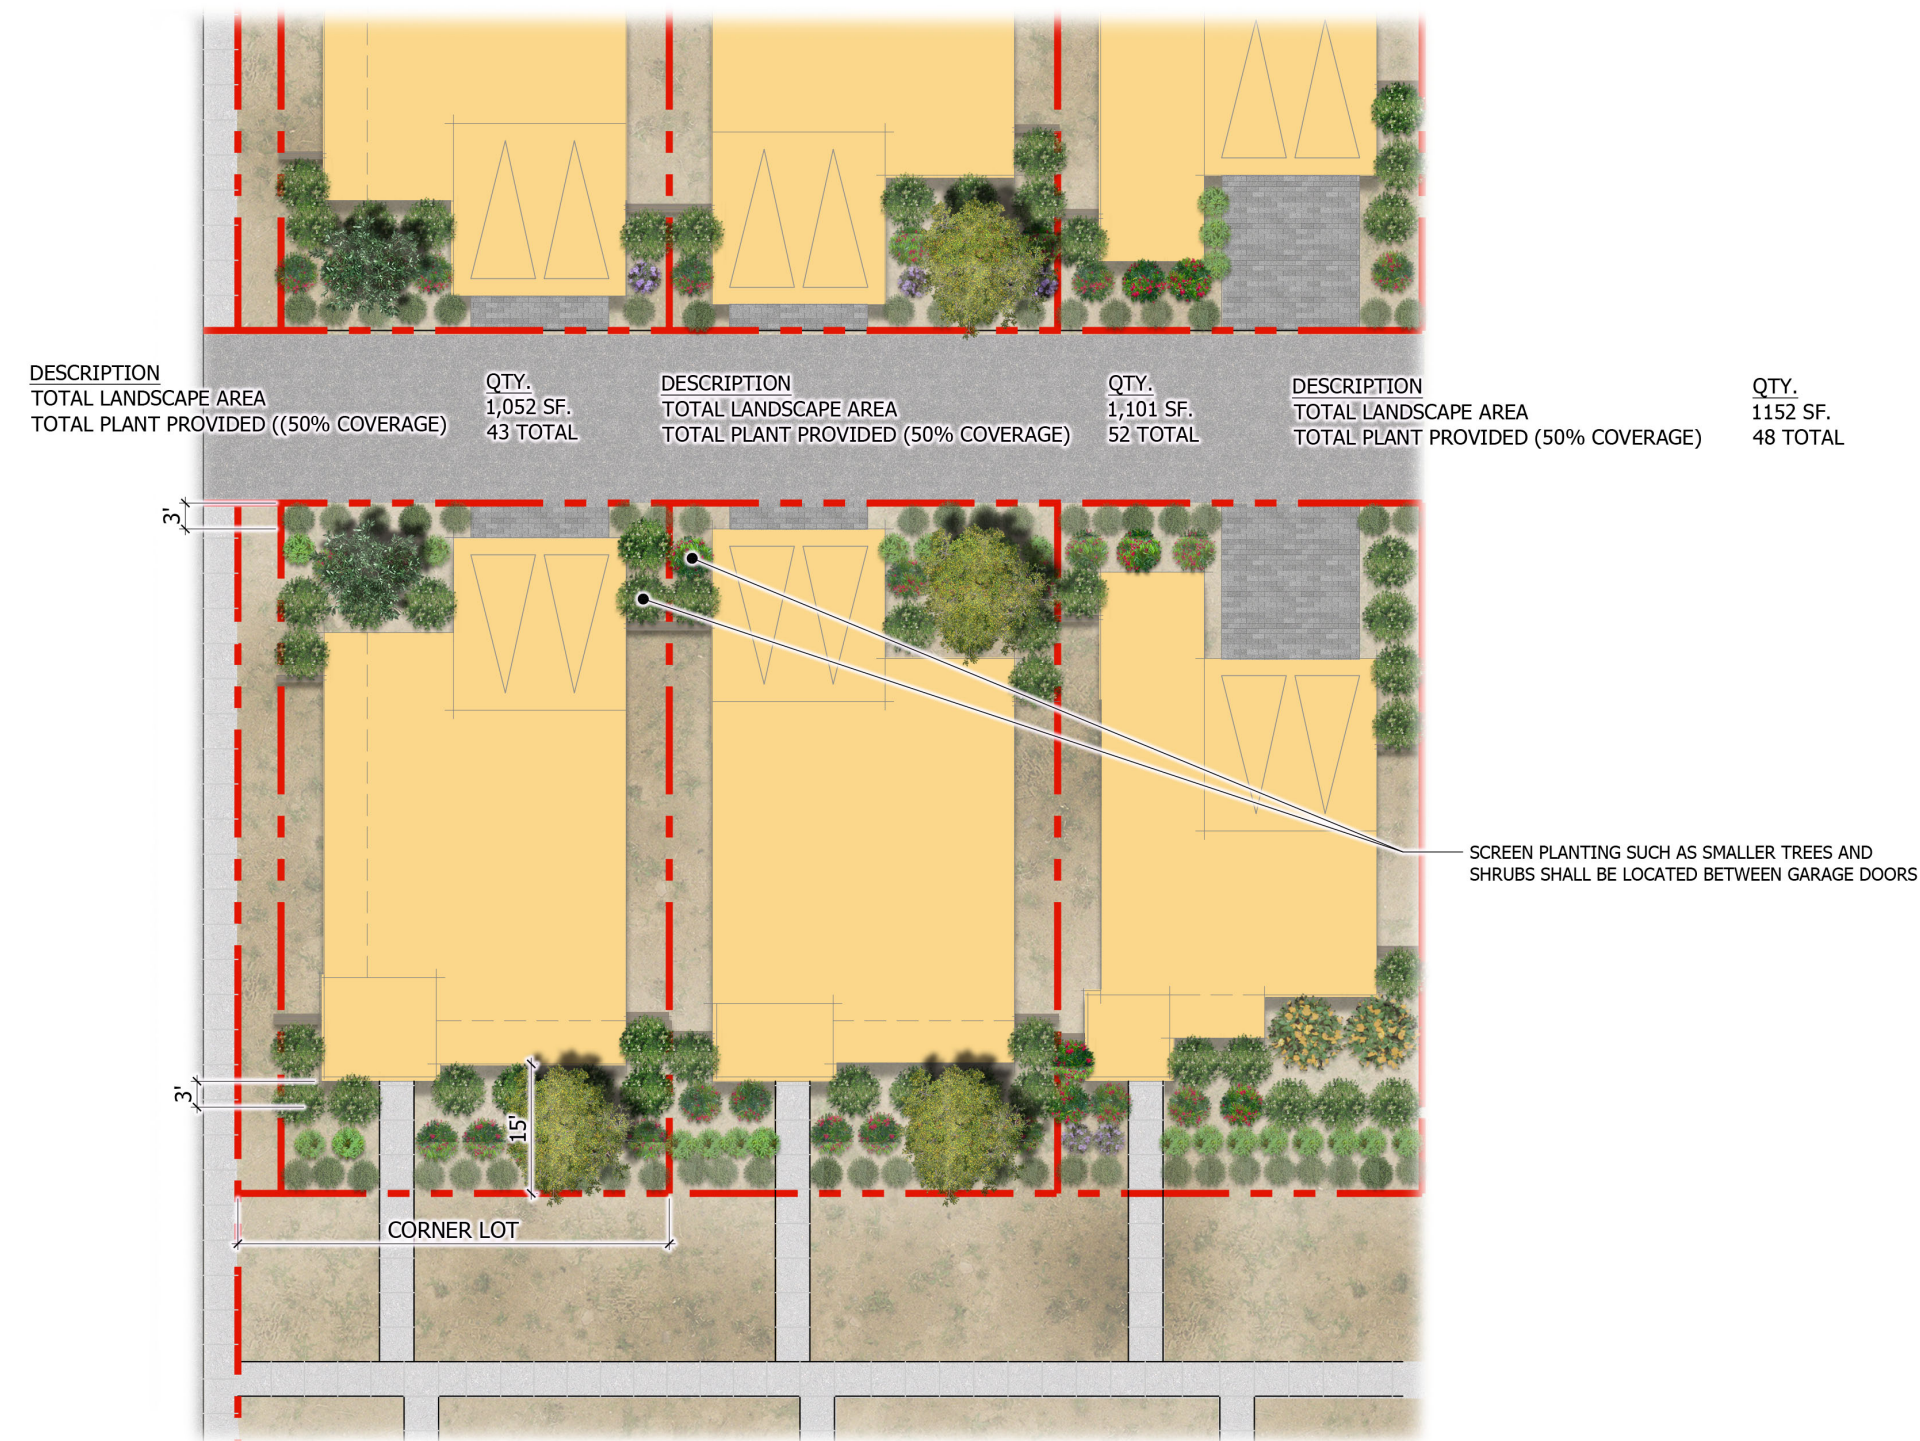 DESCRIPTION
TOTAL LANDSCAPE AREA
TOTAL PLANT PROVIDED ((50% COVERAGE)
QTY.
1,052 SF.
43 TOTAL
DESCRIPTION
TOTAL LANDSCAPE AREA
TOTAL PLANT PROVIDED (50% COVERAGE)
QTY.
1,101 SF.
52 TOTAL
DESCRIPTION
TOTAL LANDSCAPE AREA
TOTAL PLANT PROVIDED (50% COVERAGE)
QTY.
1152 SF.
48 TOTAL
3'
SCREEN PLANTING SUCH AS SMALLER TREES AND
SHRUBS SHALL BE LOCATED BETWEEN GARAGE DOORS
3'
15'
CORNER LOT